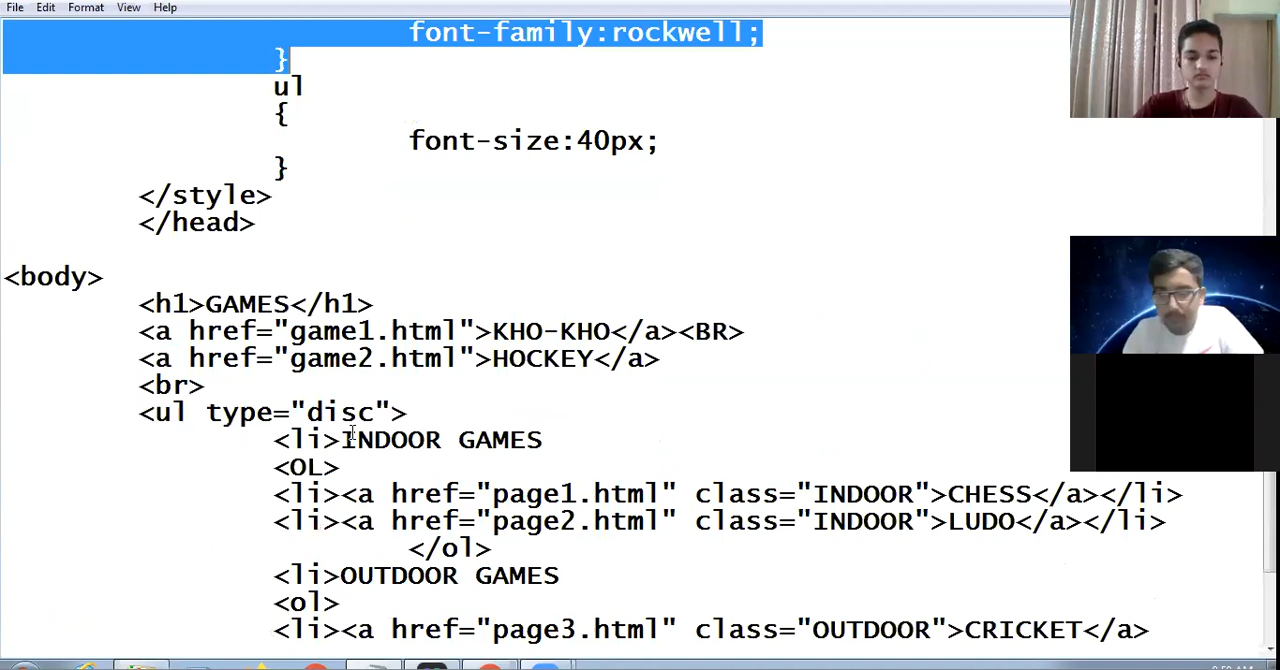 File Edit Format View Help
font-family:rockwell;
}
ul
{
font-size:40px;
}
</style>
</head>
<body>
<h1>GAMES</h1>
<a href="game1.html">KHO-KHO</a><BR>
<a href="game2.html">HOCKEY</a>
<br>
<ul type="disc">
<li>INDOOR GAMES
<OL>
<li><a href="page1.html" class="INDOOR">CHESS</a></li>
<li><a href="page2.html" class="INDOOR">LUDO</a></li>
</ol>
<li>OUTDOOR GAMES
<ol>
<li><a href="page3.html" class="OUTDOOR">CRICKET</a>